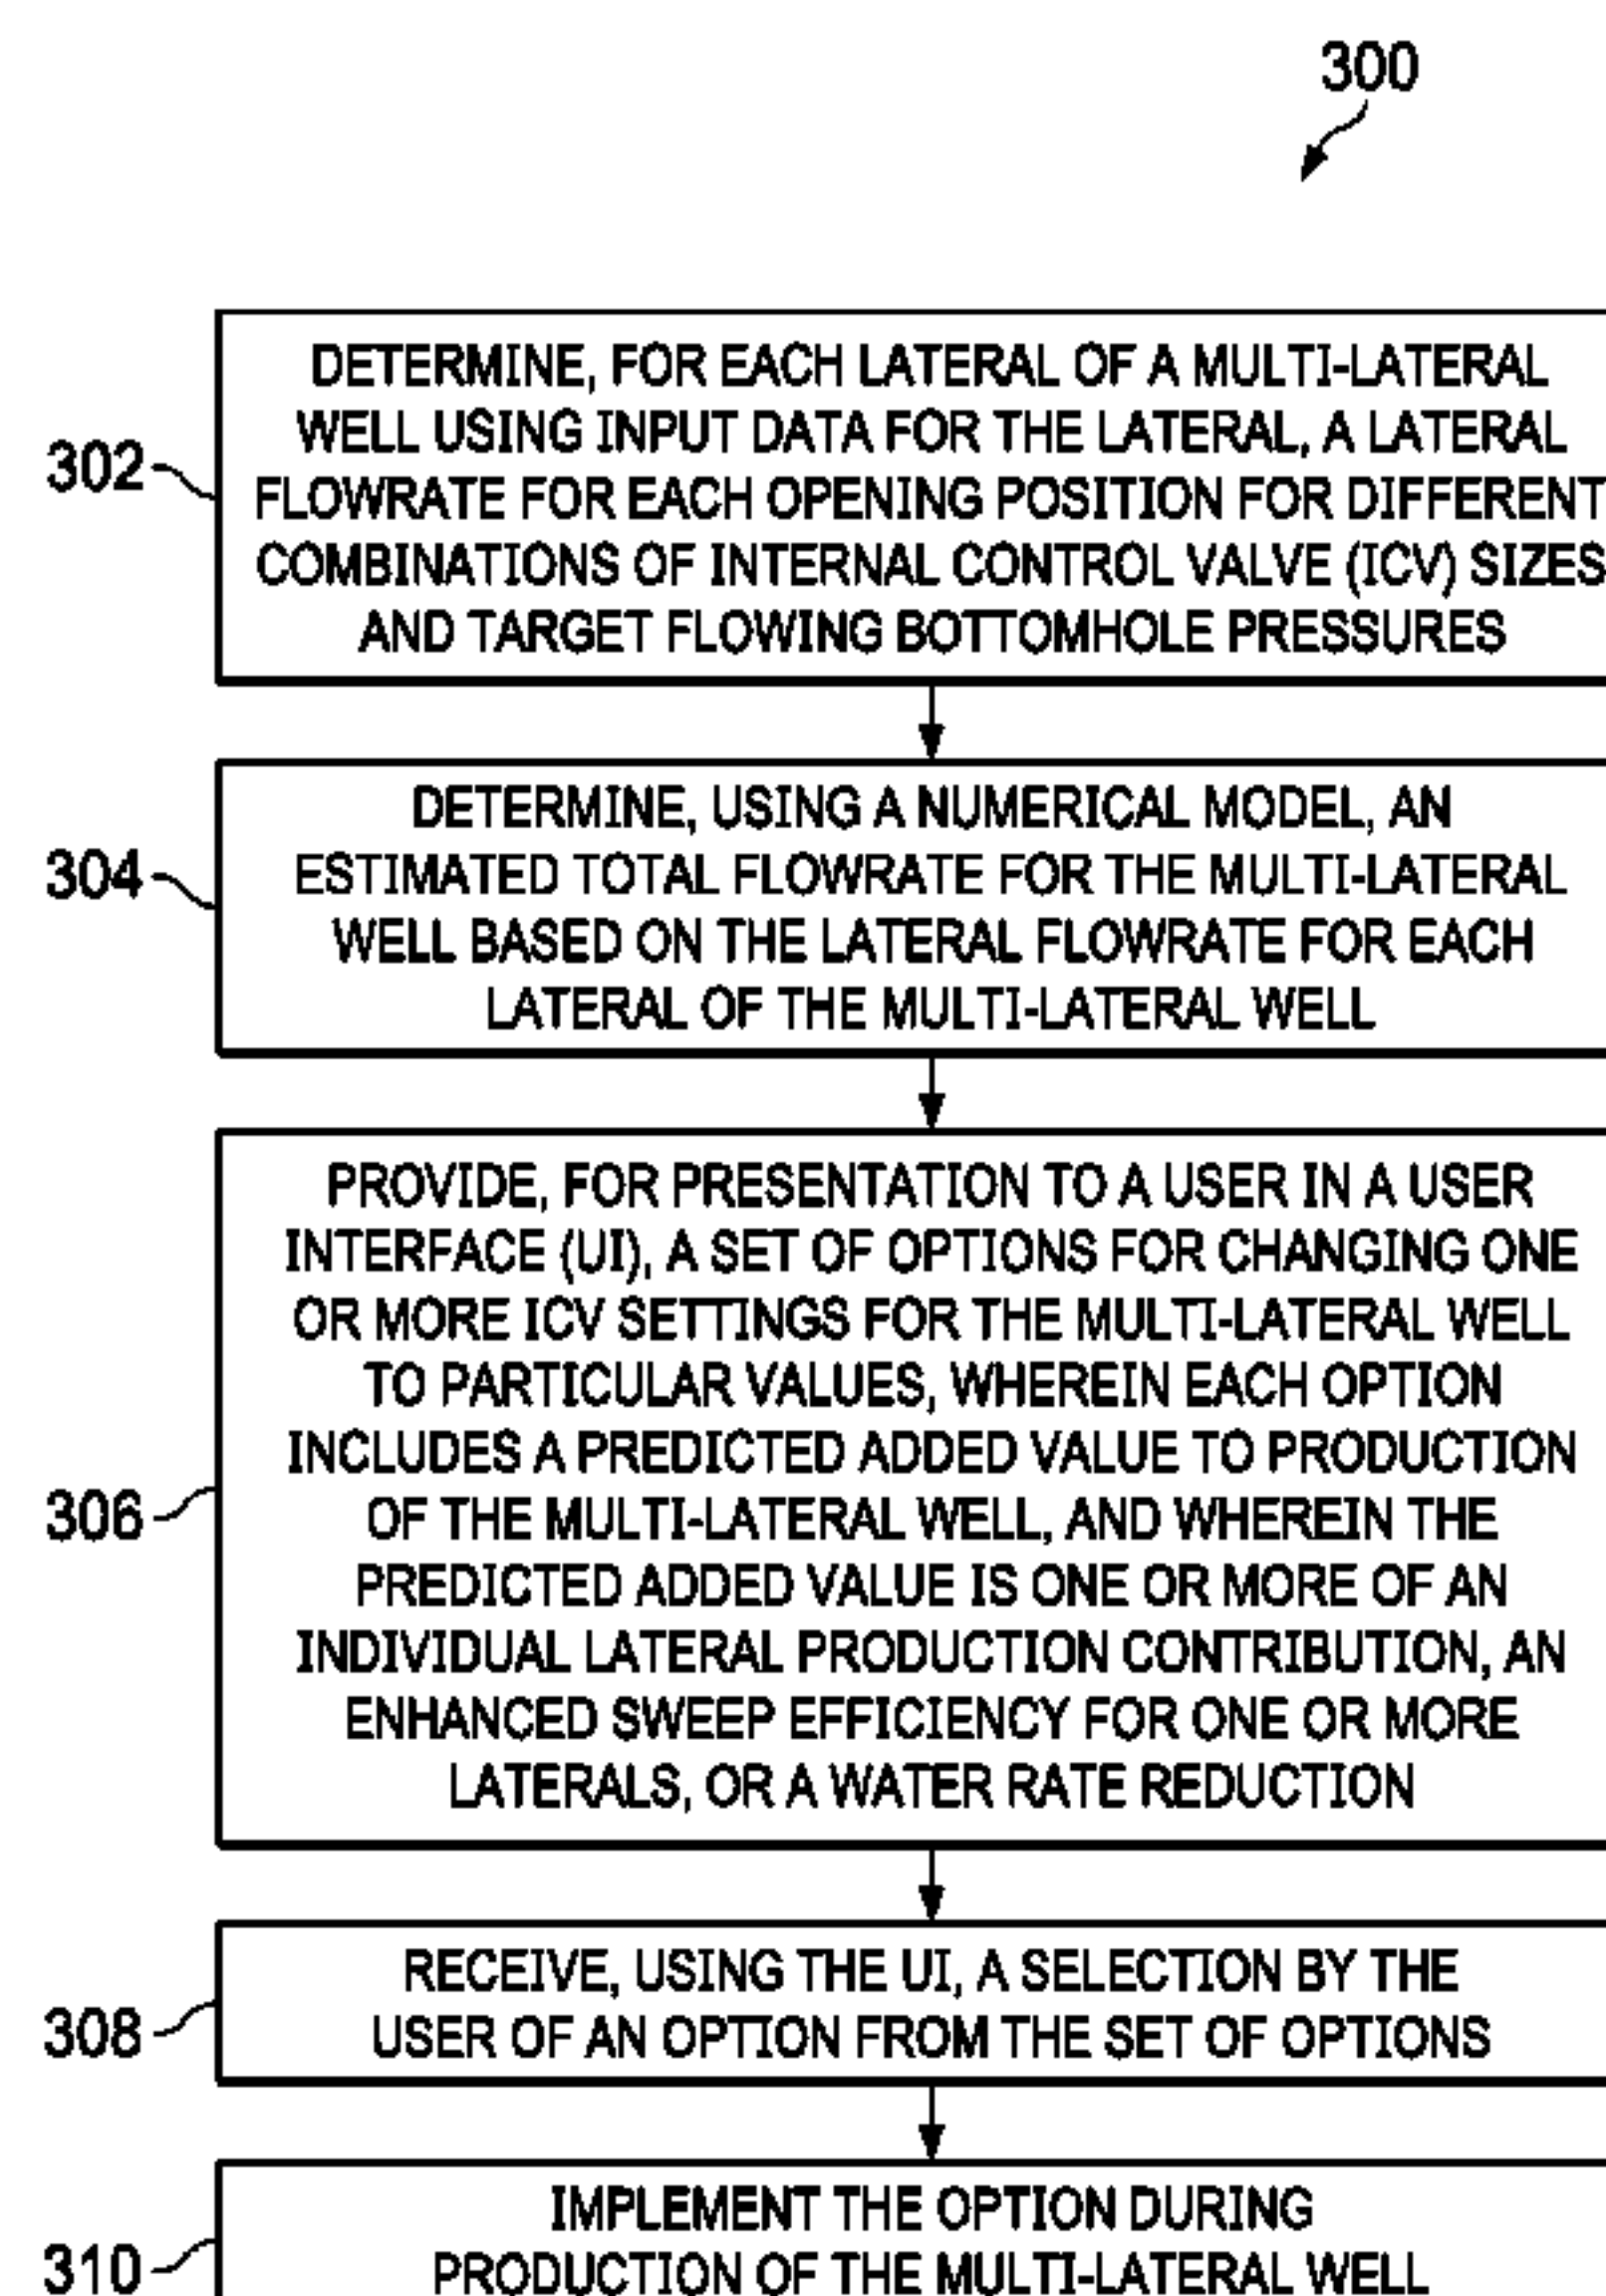 300
302
DETERMINE, FOR EACH LATERAL OF A MULTI-LATERAL
WELL USING INPUT DATA FOR THE LATERAL, A LATERAL
FLOWRATE FOR EACH OPENING POSITION FOR DIFFERENT
COMBINATIONS OF INTERNAL CONTROL VALVE (ICV) SIZES
AND TARGET FLOWING BOTTOMHOLE PRESSURES
304
DETERMINE, USING A NUMERICAL MODEL, AN
ESTIMATED TOTAL FLOWRATE FOR THE MULTI-LATERAL
WELL BASED ON THE LATERAL FLOWRATE FOR EACH
LATERAL OF THE MULTI-LATERAL WELL
306
PROVIDE, FOR PRESENTATION TO A USER IN A USER
INTERFACE (UI), A SET OF OPTIONS FOR CHANGING ONE
OR MORE ICV SETTINGS FOR THE MULTI-LATERAL WELL
TO PARTICULAR VALUES, WHEREIN EACH OPTION
INCLUDES A PREDICTED ADDED VALUE TO PRODUCTION
OF THE MULTI-LATERAL WELL, AND WHEREIN THE
PREDICTED ADDED VALUE IS ONE OR MORE OF AN
INDIVIDUAL LATERAL PRODUCTION CONTRIBUTION, AN
ENHANCED SWEEP EFFICIENCY FOR ONE OR MORE
LATERALS, OR A WATER RATE REDUCTION
308
RECEIVE, USING THE UI, A SELECTION BY THE
USER OF AN OPTION FROM THE SET OF OPTIONS
310
IMPLEMENT THE OPTION DURING
PRODUCTION OF THE MULTI-LATERAL WELL